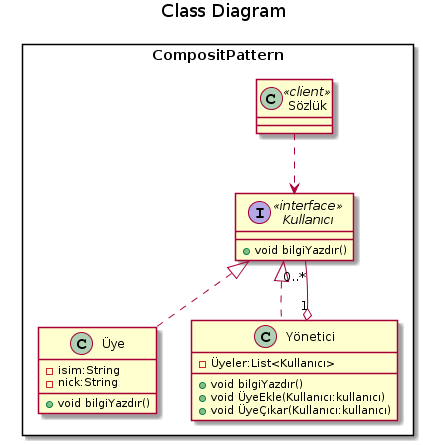 Class Diagram
CompositPattern
C «client»
Sözlük
I «interface»
Kullanıcı
+ void bilgiYazdır()
0..*
1
C Üye
isim:String
nick:String
void bilgiYazdır()
C Yönetici
Üyeler:List<Kullanıcı>
void bilgiYazdır()
void ÜyeEkle(Kullanıcı:kullanıcı)
void ÜyeÇıkar(Kullanıcı:kullanıcı)